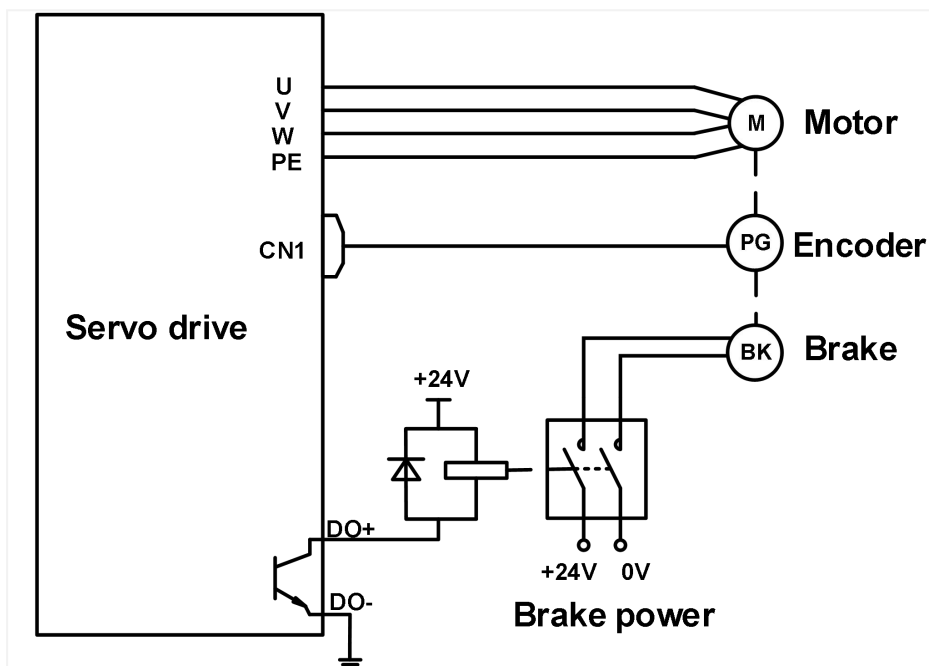 U
V
W
PE
M
Motor
CN1
PG
Encoder
Servo drive
BK
Brake
+24V
DO+
DO-
+24V 0V
Brake power